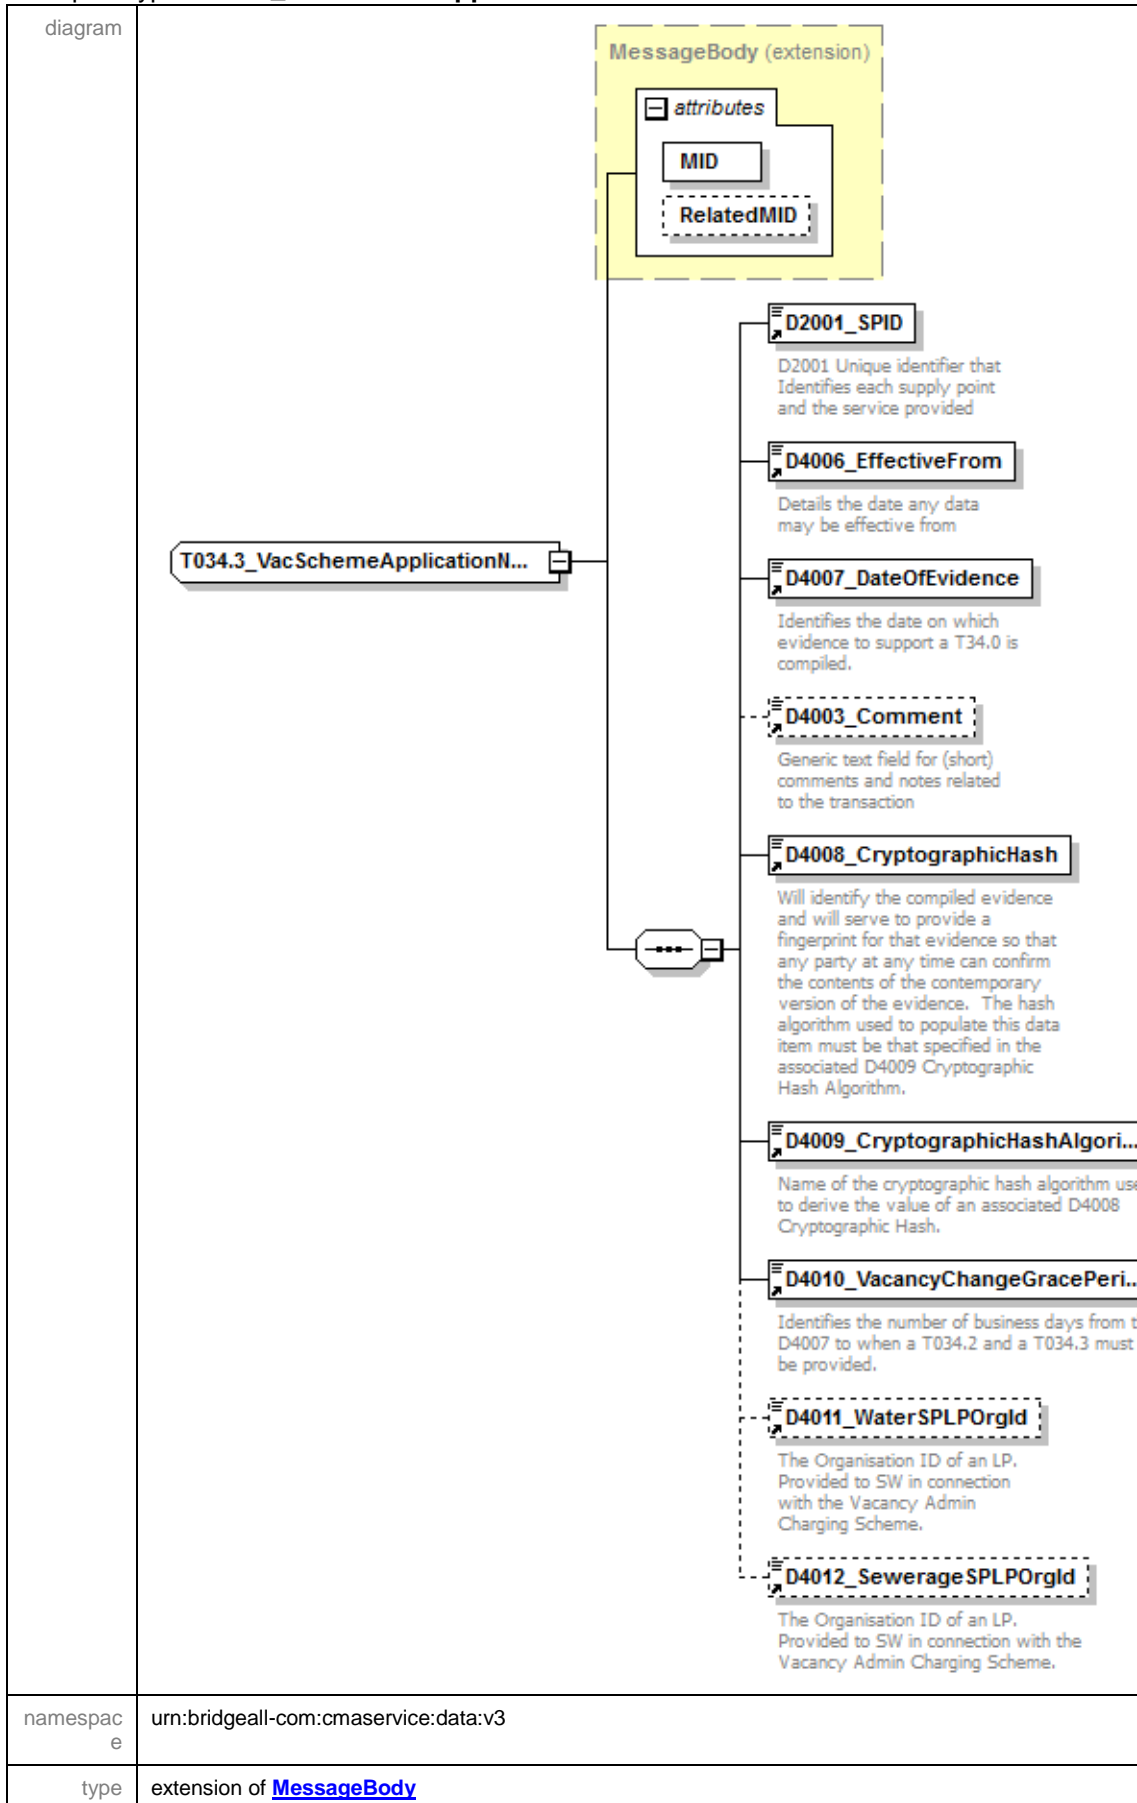 diagram
MessageBody (extension)
attributes
MID
RelatedMID
D2001_SPID
D2001 Unique identifier that
Identifies each supply point
and the service provided
D4006_EffectiveFrom
Details the date any data
may be effective from
T034.3_VacSchemeApplicationN...
D4007_DateOfEvidence
Identifies the date on which
evidence to support a T34.0 is
compiled.
D4003_Comment
Generic text field for (short)
comments and notes related
to the transaction
D4008_CryptographicHash
Will identify the compiled evidence
and will serve to provide a
fingerprint for that evidence so that
any party at any time can confirm
the contents of the contemporary
version of the evidence.  The hash
algorithm used to populate this data
item must be that specified in the
associated D4009 Cryptographic
Hash Algorithm.
D4009_CryptographicHashAlgori...
Name of the cryptographic hash algorithm
to derive the value of an associated D4008
Cryptographic Hash.
D4010_VacancyChangeGracePeri...
Identifies the number of business days from
D4007 to when a T034.2 and a T034.3 must
be provided.
D4011_WaterSPLPOrgId
The Organisation ID of an LP.
Provided to SW in connection
with the Vacancy Admin
Charging Scheme.
D4012_SewerageSPLPOrgId
The Organisation ID of an LP.
Provided to SW in connection with the
Vacancy Admin Charging Scheme.
namespac
e
urn:bridgeall-com:cmaservice:data:v3
type
extension of MessageBody